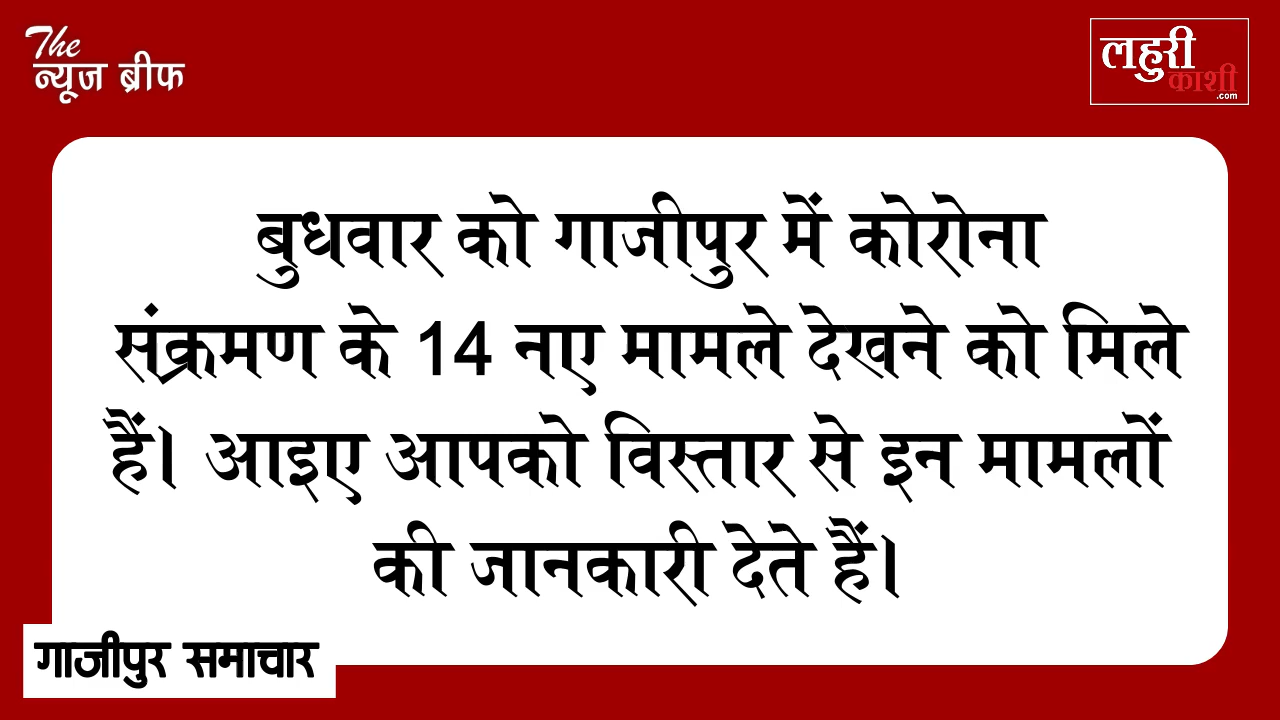 The
न्यूज ब्रीफ
लहुरी
काशी
.com
बुधवार को गाजीपुर में कोरोना
संक्रमण के 14 नए मामले देखने को मिले
हैं। आइए आपको विस्तार से इन मामलों
की जानकारी देते हैं।
गाजीपुर समाचार